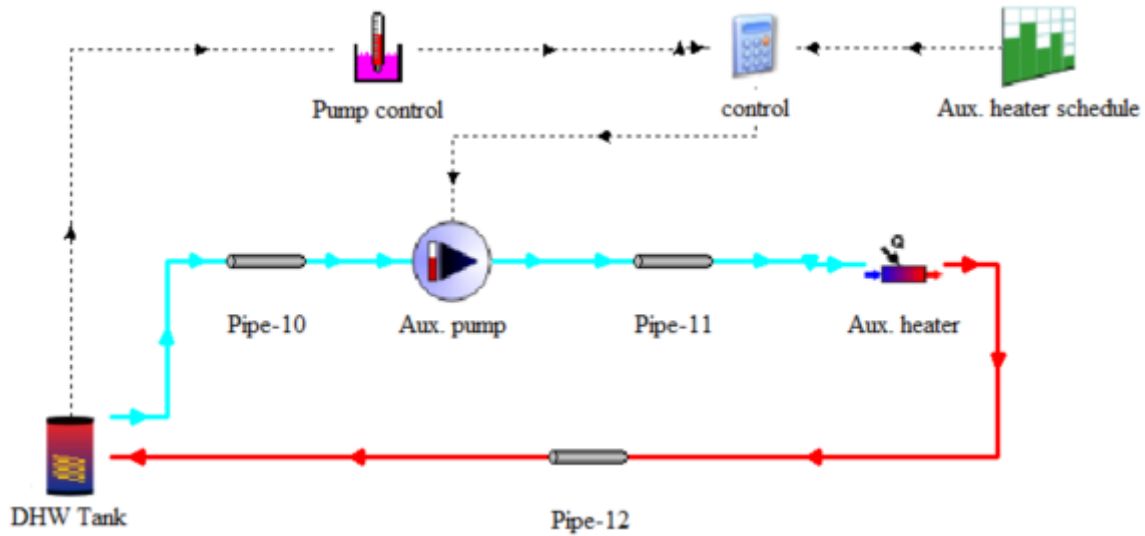 Pump control
control
Aux. heater schedule
Q
Pipe-10
Aux. pump
Pipe-11
Aux. heater
DHW Tank
Pipe-12